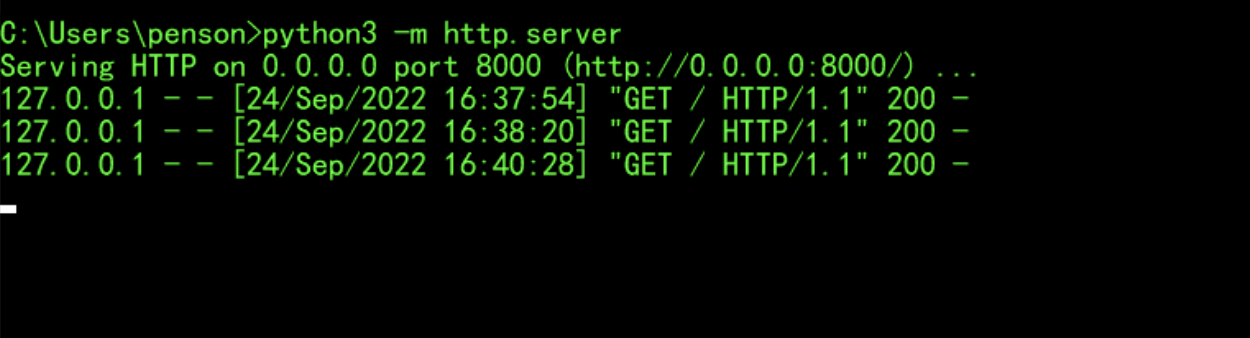 C:\Users\penson>python3 -m http.server
Serving HTTP on 0.0.0.0 port 8000 (http://0.0.0.0:8000/) ...
127.0.0.1 - - [24/Sep/2022 16:37:54] "GET / HTTP/1.1" 200 -
127.0.0.1 - - [24/Sep/2022 16:38:20] "GET / HTTP/1.1" 200 -
127.0.0.1 - - [24/Sep/2022 16:40:28] "GET / HTTP/1.1" 200 -